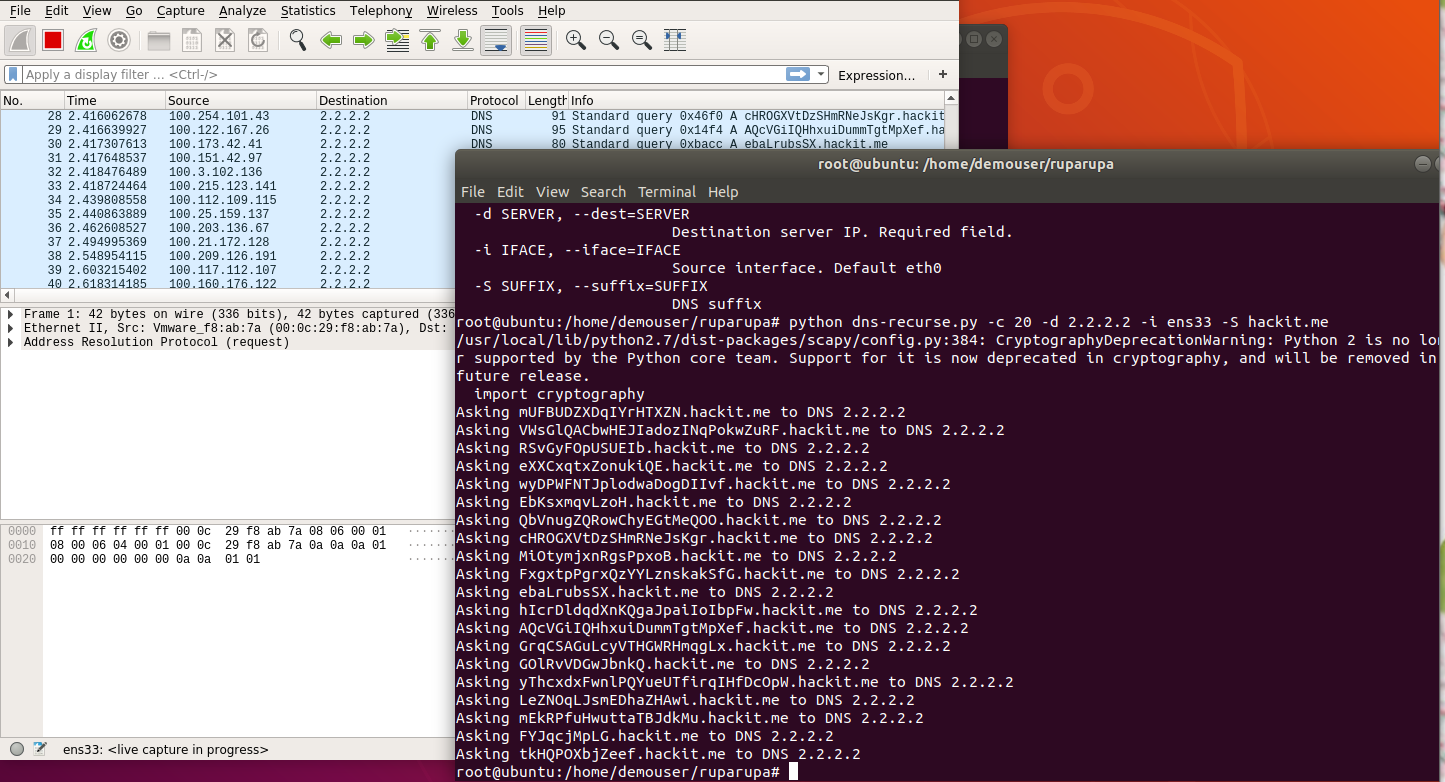 File Edit View Go Capture Analyze Statistics Telephony Wireless Tools Help
Apply a display filter ... <Ctrl-/>
Expression... +
No. Time Source Destination Protocol Length Info
28 2.416062678 100.254.101.43 2.2.2.2 DNS 91 Standard query 0x46f0 A cHROGXVtDzSHmRNeJsKgr.hackit
29 2.416639927 100.122.167.26 2.2.2.2 DNS 95 Standard query 0x14f4 A AQcVGiIQHhxuiDummTgtMpXef.ha
30 2.417307613 100.173.42.41 2.2.2.2 DNS 80 Standard query 0xbacc A ebaLrubsSX.hackit.me
31 2.417648537 100.151.42.97 2.2.2.2
32 2.418476489 100.3.102.136 2.2.2.2
33 2.418724464 100.215.123.141 2.2.2.2
34 2.439808558 100.112.109.115 2.2.2.2
35 2.440863889 100.25.159.137 2.2.2.2
36 2.462608527 100.203.136.67 2.2.2.2
37 2.494995369 100.21.172.128 2.2.2.2
38 2.548954115 100.209.126.191 2.2.2.2
39 2.603215402 100.117.112.107 2.2.2.2
40 2.618314185 100.160.176.122 2.2.2.2
Frame 1: 42 bytes on wire (336 bits), 42 bytes captured (336
Ethernet II, Src: Vmware_f8:ab:7a (00:0c:29:f8:ab:7a), Dst:
Address Resolution Protocol (request)
0000 ff ff ff ff ff ff 00 0c 29 f8 ab 7a 08 06 00 01
0010 08 00 06 04 00 01 00 0c 29 f8 ab 7a 0a 0a 0a 01
0020 00 00 00 00 00 00 0a 0a 01 01
ens33: <live capture in progress>
root@ubuntu: /home/demouser/ruparupa
File Edit View Search Terminal Help
-d SERVER, --dest=SERVER
Destination server IP. Required field.
-i IFACE, --iface=IFACE
Source interface. Default eth0
-S SUFFIX, --suffix=SUFFIX
DNS suffix
root@ubuntu:/home/demouser/ruparupa# python dns-recurse.py -c 20 -d 2.2.2.2 -i ens33 -S hackit.me
/usr/local/lib/python2.7/dist-packages/scapy/config.py:384: CryptographyDeprecationWarning: Python 2 is no lon
r supported by the Python core team. Support for it is now deprecated in cryptography, and will be removed in
future release.
import cryptography
Asking mUFBUDZXDqIYrHTXZN.hackit.me to DNS 2.2.2.2
Asking VWsGlQACbwHEJIadozINqPokwZuRF.hackit.me to DNS 2.2.2.2
Asking RSvGyFOpUSUEIb.hackit.me to DNS 2.2.2.2
Asking eXXCxqtxZonukiQE.hackit.me to DNS 2.2.2.2
Asking wyDPWFNTJplodwaDogDIIvf.hackit.me to DNS 2.2.2.2
Asking EbKsxmqvLzoH.hackit.me to DNS 2.2.2.2
Asking QbVnugZQRowChyEGtMeQOO.hackit.me to DNS 2.2.2.2
Asking cHROGXVtDzSHmRNeJsKgr.hackit.me to DNS 2.2.2.2
Asking MiOtymjxnRgsPpxoB.hackit.me to DNS 2.2.2.2
Asking FxgxtpPgrxQzYYLznskakSfG.hackit.me to DNS 2.2.2.2
Asking ebaLrubsSX.hackit.me to DNS 2.2.2.2
Asking hIcrDldqdXnKQgaJpaiIoIbpFw.hackit.me to DNS 2.2.2.2
Asking AQcVGiIQHhxuiDummTgtMpXef.hackit.me to DNS 2.2.2.2
Asking GrqCSAGuLcyVTHGWRHmqgLx.hackit.me to DNS 2.2.2.2
Asking GOlRvVDGwJbnkQ.hackit.me to DNS 2.2.2.2
Asking yThcxdxFwnlPQYueUTfirqIHfDcOpW.hackit.me to DNS 2.2.2.2
Asking LeZNOqLJsmEDhaZHAwi.hackit.me to DNS 2.2.2.2
Asking mEkRPfuHwuttaTBJdkMu.hackit.me to DNS 2.2.2.2
Asking FYJqcjMpLG.hackit.me to DNS 2.2.2.2
Asking tkHQPOXbjZeef.hackit.me to DNS 2.2.2.2
root@ubuntu:/home/demouser/ruparupa#